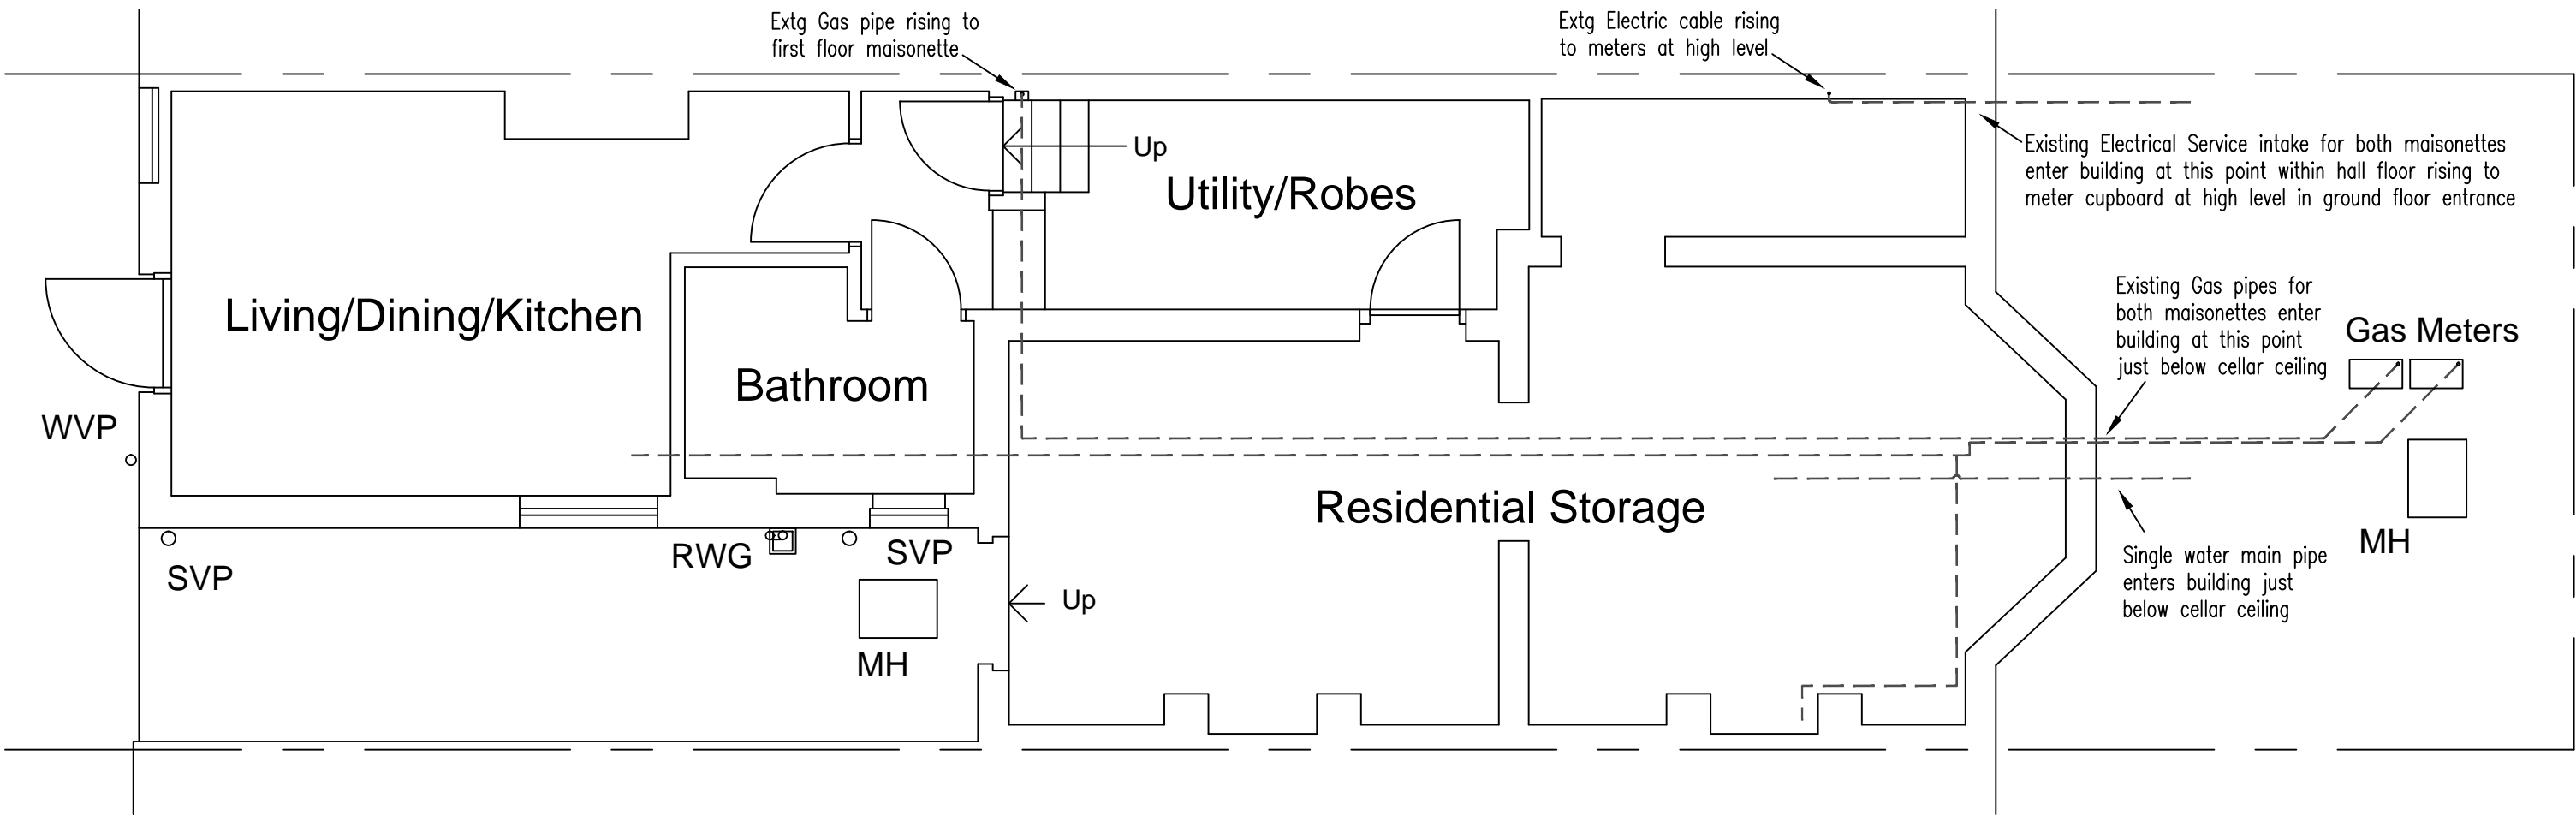 Extg Gas pipe rising to
first floor maisonette
Extg Electric cable rising
to meters at high level
Up
Utility/Robes
Existing Electrical Service intake for both maisonettes
enter building at this point within hall floor rising to
meter cupboard at high level in ground floor entrance
Living/Dining/Kitchen
Existing Gas pipes for
both maisonettes enter
building at this point
just below cellar ceiling
Gas Meters
Bathroom
WVP
Residential Storage
MH
SVP
RWG
SVP
Up
MH
Single water main pipe
enters building just
below cellar ceiling